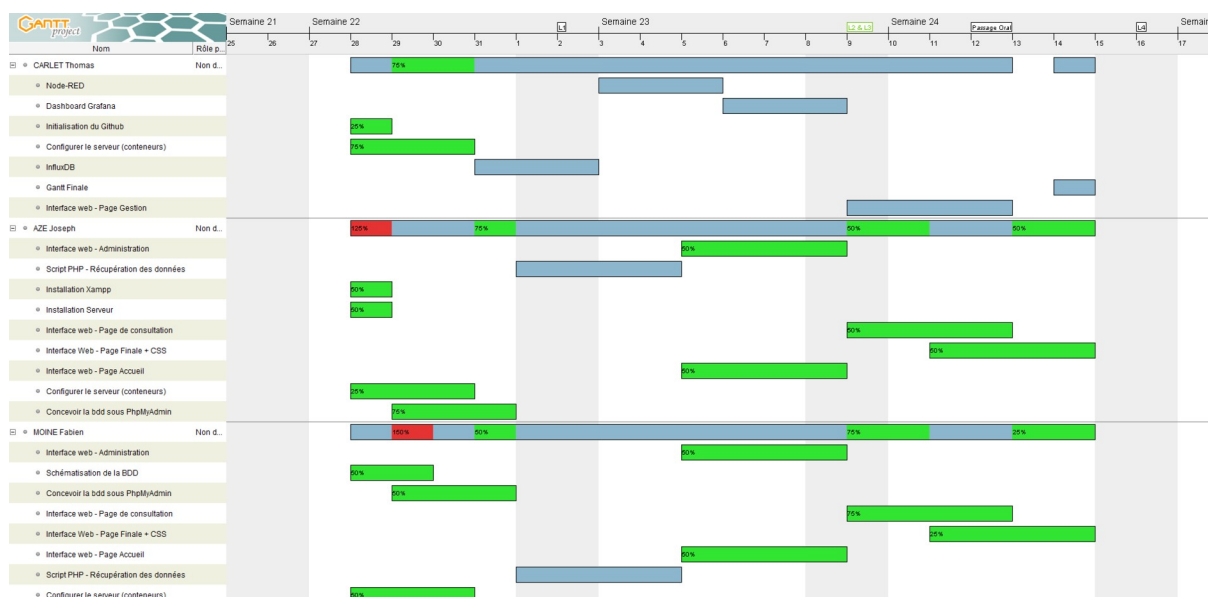 GANTT project
Semaine 21 Semaine 22 Semaine 23 Semaine 24 Semain
L1 L2 & L3 Passage Oral L4
Nom Rôle p...
25 26 27 28 29 30 31 1 2 3 4 5 6 7 8 9 10 11 12 13 14 15 16 17
CARLET Thomas Non d... 75%
Node-RED
Dashboard Grafana
Initialisation du Github 25%
Configurer le serveur (conteneurs) 75%
InfluxDB
Gantt Finale
Interface web - Page Gestion
AZE Joseph Non d... 125% 75% 50% 50%
Interface web - Administration 50%
Script PHP - Récupération des données
Installation Xampp 50%
Installation Serveur 50%
Interface web - Page de consultation 50%
Interface Web - Page Finale + CSS 50%
Interface web - Page Accueil 50%
Configurer le serveur (conteneurs) 25%
Concevoir la bdd sous PhpMyAdmin 75%
MOINE Fabien Non d... 150% 50% 75% 25%
Interface web - Administration 50%
Schématisation de la BDD 50%
Concevoir la bdd sous PhpMyAdmin 50%
Interface web - Page de consultation 75%
Interface Web - Page Finale + CSS 25%
Interface web - Page Accueil 50%
Script PHP - Récupération des données
Configurer le serveur (conteneurs) 50%